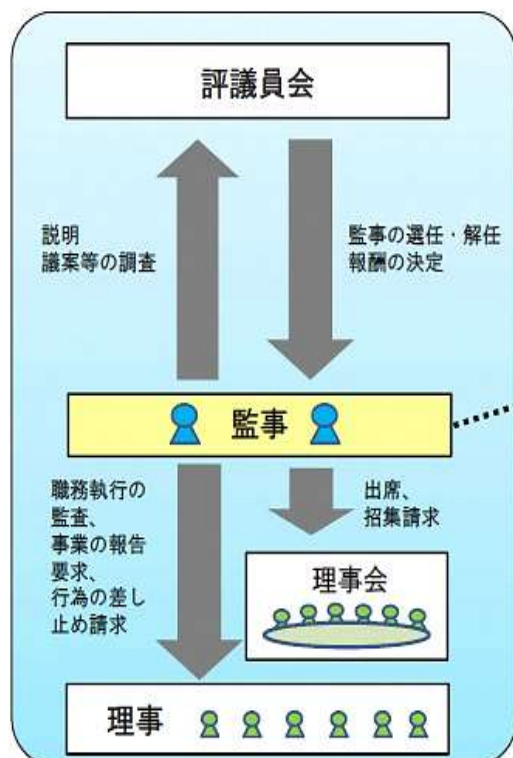 評議員会
説明
議案等の調査
監事の選任・解任
報酬の決定
監事
職務執行の
監査、
事業の報告
要求、
行為の差し
止め請求
出席、
招集請求
理事会
理事